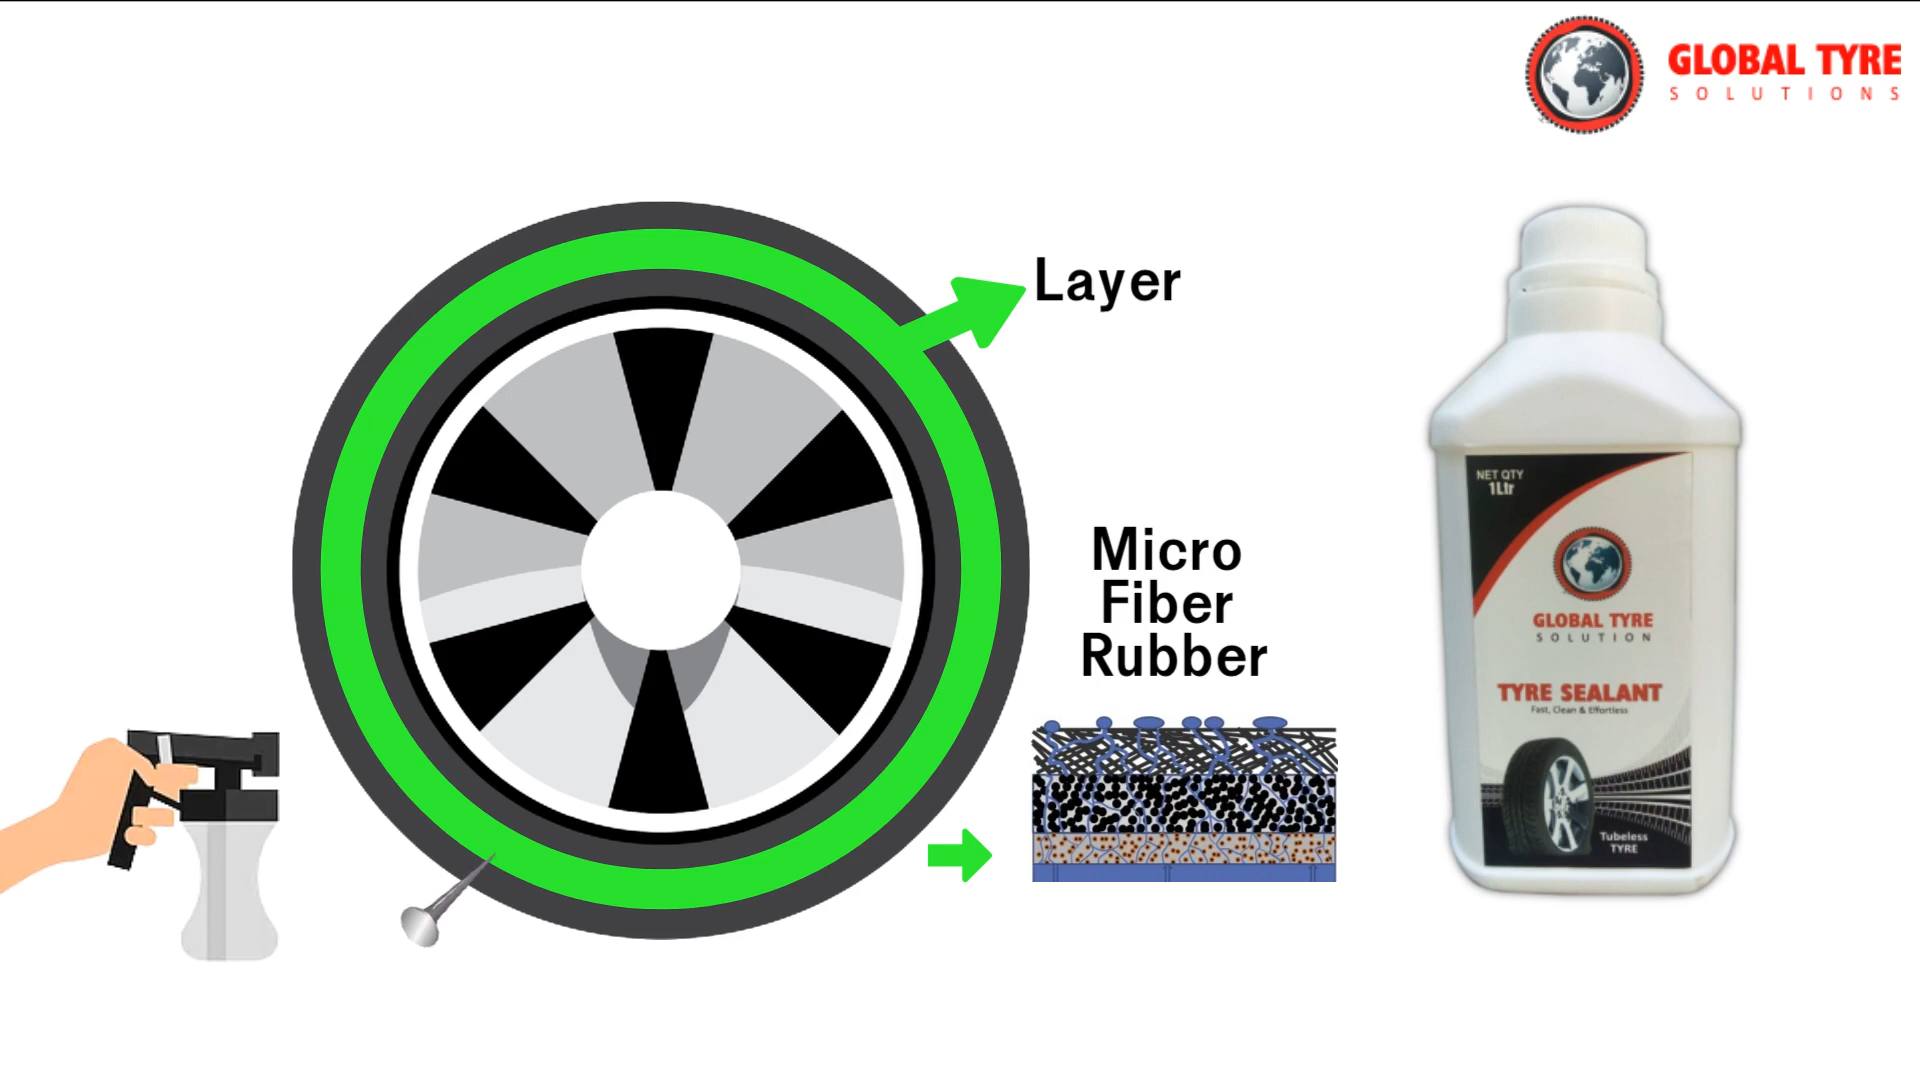 GLOBAL TYRE
SOLUTIONS
Layer
Micro
Fiber
Rubber
NET QTY
1Ltr
GLOBAL TYRE
SOLUTION
TYRE SEALANT
Fast, Clean & Effortless
Tubeless
TYRE